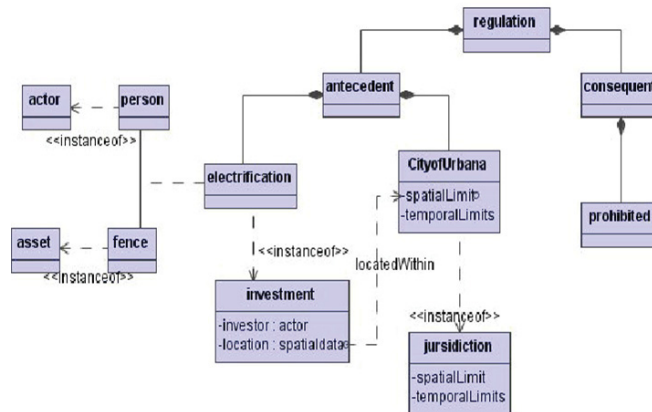 regulation
antecedent
consequent
actor
person
<<instanceof>>
electrification
CityofUrbana
-spatialLimit
-temporalLimits
prohibited
asset
fence
<<instanceof>>
<<instanceof>>
locatedWithin
investment
-investor : actor
-location : spatialdata
<<instanceof>>
jursidiction
-spatialLimit
-temporalLimits